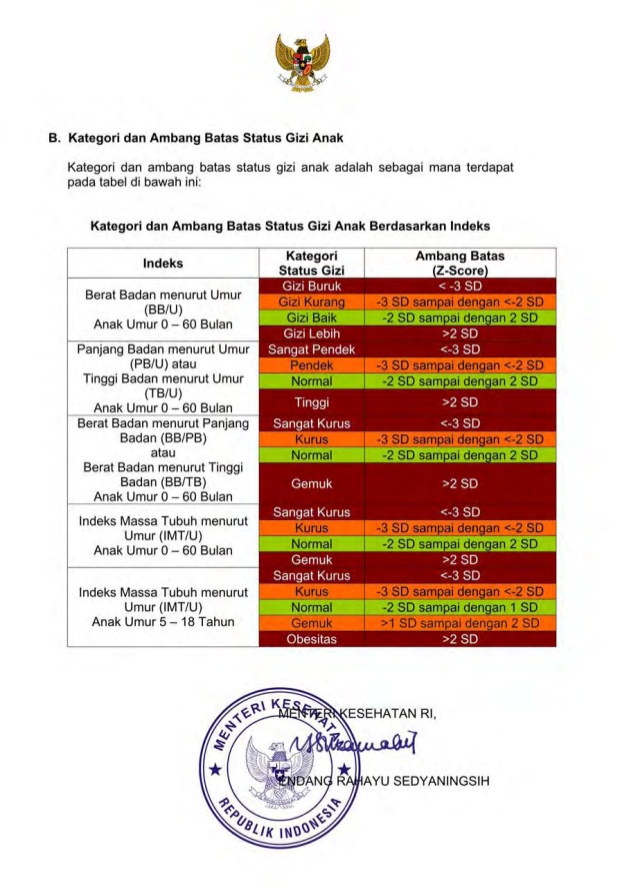 B. Kategori dan Ambang Batas Status Gizi Anak
Kategori dan ambang batas status gizi anak adalah sebagai mana terdapat
pada tabel di bawah ini:
Kategori dan Ambang Batas Status Gizi Anak Berdasarkan Indeks
Indeks
Kategori
Status Gizi
Ambang Batas
(Z-Score)
Berat Badan menurut Umur
(BB/U)
Anak Umur 0 – 60 Bulan
Gizi Buruk
< -3 SD
Gizi Kurang
-3 SD sampai dengan <-2 SD
Gizi Baik
-2 SD sampai dengan 2 SD
Gizi Lebih
>2 SD
Panjang Badan menurut Umur
(PB/U) atau
Tinggi Badan menurut Umur
(TB/U)
Anak Umur 0 – 60 Bulan
Sangat Pendek
<-3 SD
Pendek
-3 SD sampai dengan <-2 SD
Normal
-2 SD sampai dengan 2 SD
Tinggi
>2 SD
Berat Badan menurut Panjang
Badan (BB/PB)
atau
Berat Badan menurut Tinggi
Badan (BB/TB)
Anak Umur 0 – 60 Bulan
Sangat Kurus
<-3 SD
Kurus
-3 SD sampai dengan <-2 SD
Normal
-2 SD sampai dengan 2 SD
Gemuk
>2 SD
Indeks Massa Tubuh menurut
Umur (IMT/U)
Anak Umur 0 – 60 Bulan
Sangat Kurus
<-3 SD
Kurus
-3 SD sampai dengan <-2 SD
Normal
-2 SD sampai dengan 2 SD
Gemuk
>2 SD
Indeks Massa Tubuh menurut
Umur (IMT/U)
Anak Umur 5 – 18 Tahun
Sangat Kurus
<-3 SD
Kurus
-3 SD sampai dengan <-2 SD
Normal
-2 SD sampai dengan 1 SD
Gemuk
>1 SD sampai dengan 2 SD
Obesitas
>2 SD
MENTERI KESEHATAN RI,
ENDANG RAHAYU SEDYANINGSIH
MENTERI KESEHATAN
REPUBLIK INDONESIA